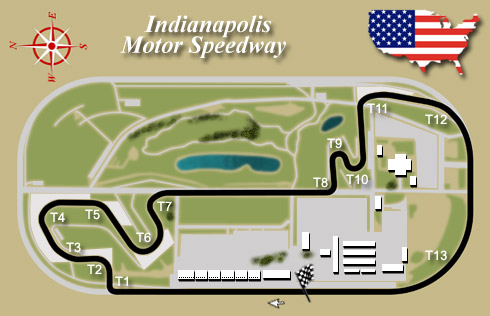 Indianapolis
Motor Speedway
N
E
S
W
T11
T12
T9
T10
T8
T7
T5
T4
T6
T3
T2
T1
T13